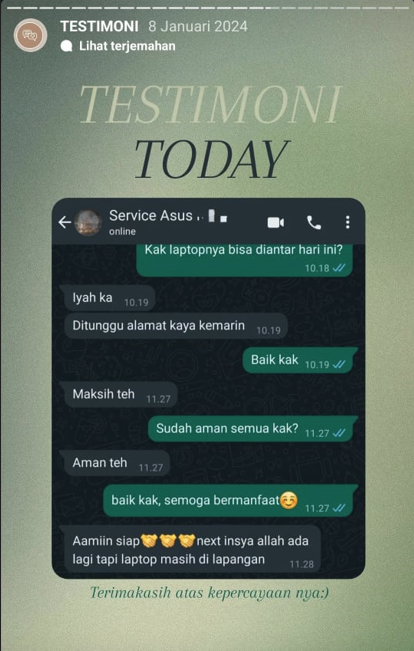 TESTIMONI 8 Januari 2024
Lihat terjemahan
TESTIMONI
TODAY
Service Asus
online
Kak laptopnya bisa diantar hari ini?
10.18
Iyah ka 10.19
Ditunggu alamat kaya kemarin 10.19
Baik kak 10.19
Maksih teh 11.27
Sudah aman semua kak? 11.27
Aman teh 11.27
baik kak, semoga bermanfaat😊 11.27
Aamiin siap🤝🤝🤝next insya allah ada
lagi tapi laptop masih di lapangan 11.28
Terimakasih atas kepercayaan nya:)